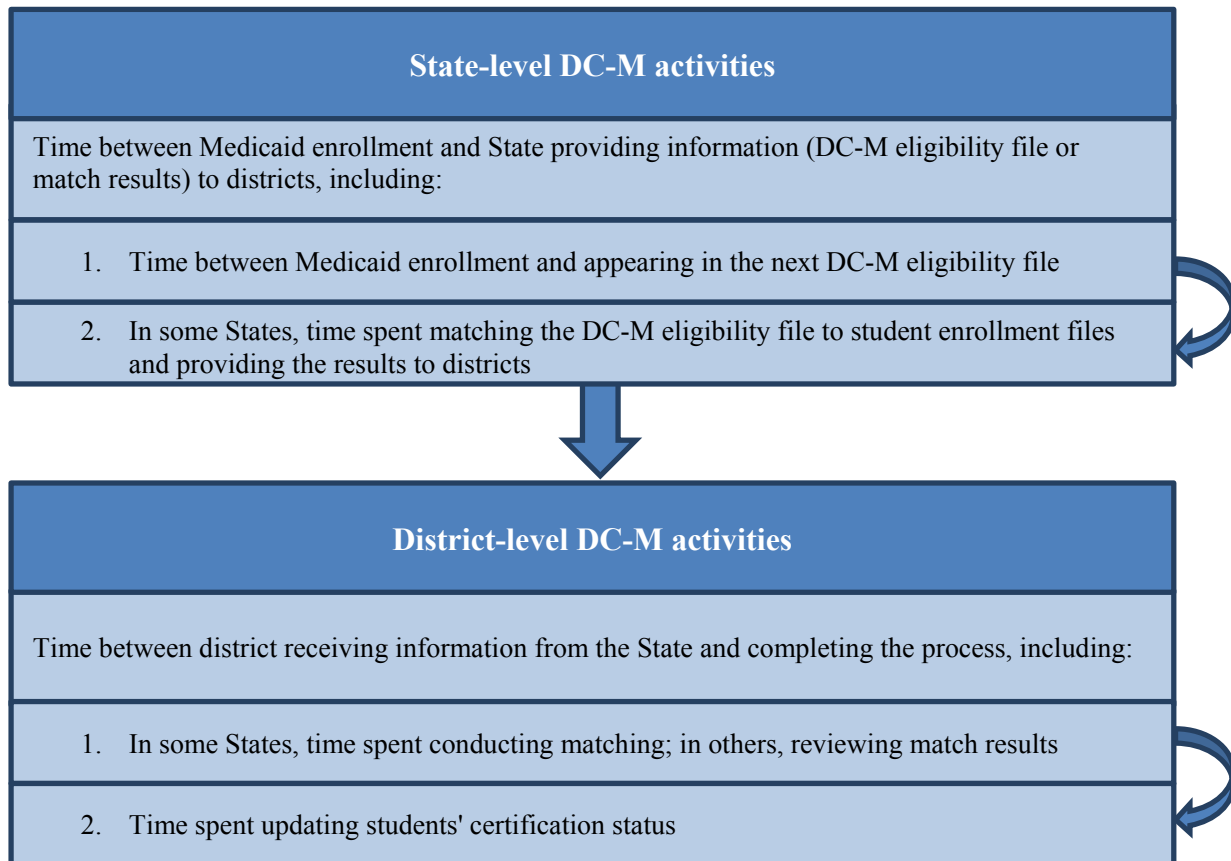 State-level DC-M activities
Time between Medicaid enrollment and State providing information (DC-M eligibility file or
match results) to districts, including:
1. Time between Medicaid enrollment and appearing in the next DC-M eligibility file
2. In some States, time spent matching the DC-M eligibility file to student enrollment files
and providing the results to districts
District-level DC-M activities
Time between district receiving information from the State and completing the process, including:
1. In some States, time spent conducting matching; in others, reviewing match results
2. Time spent updating students' certification status